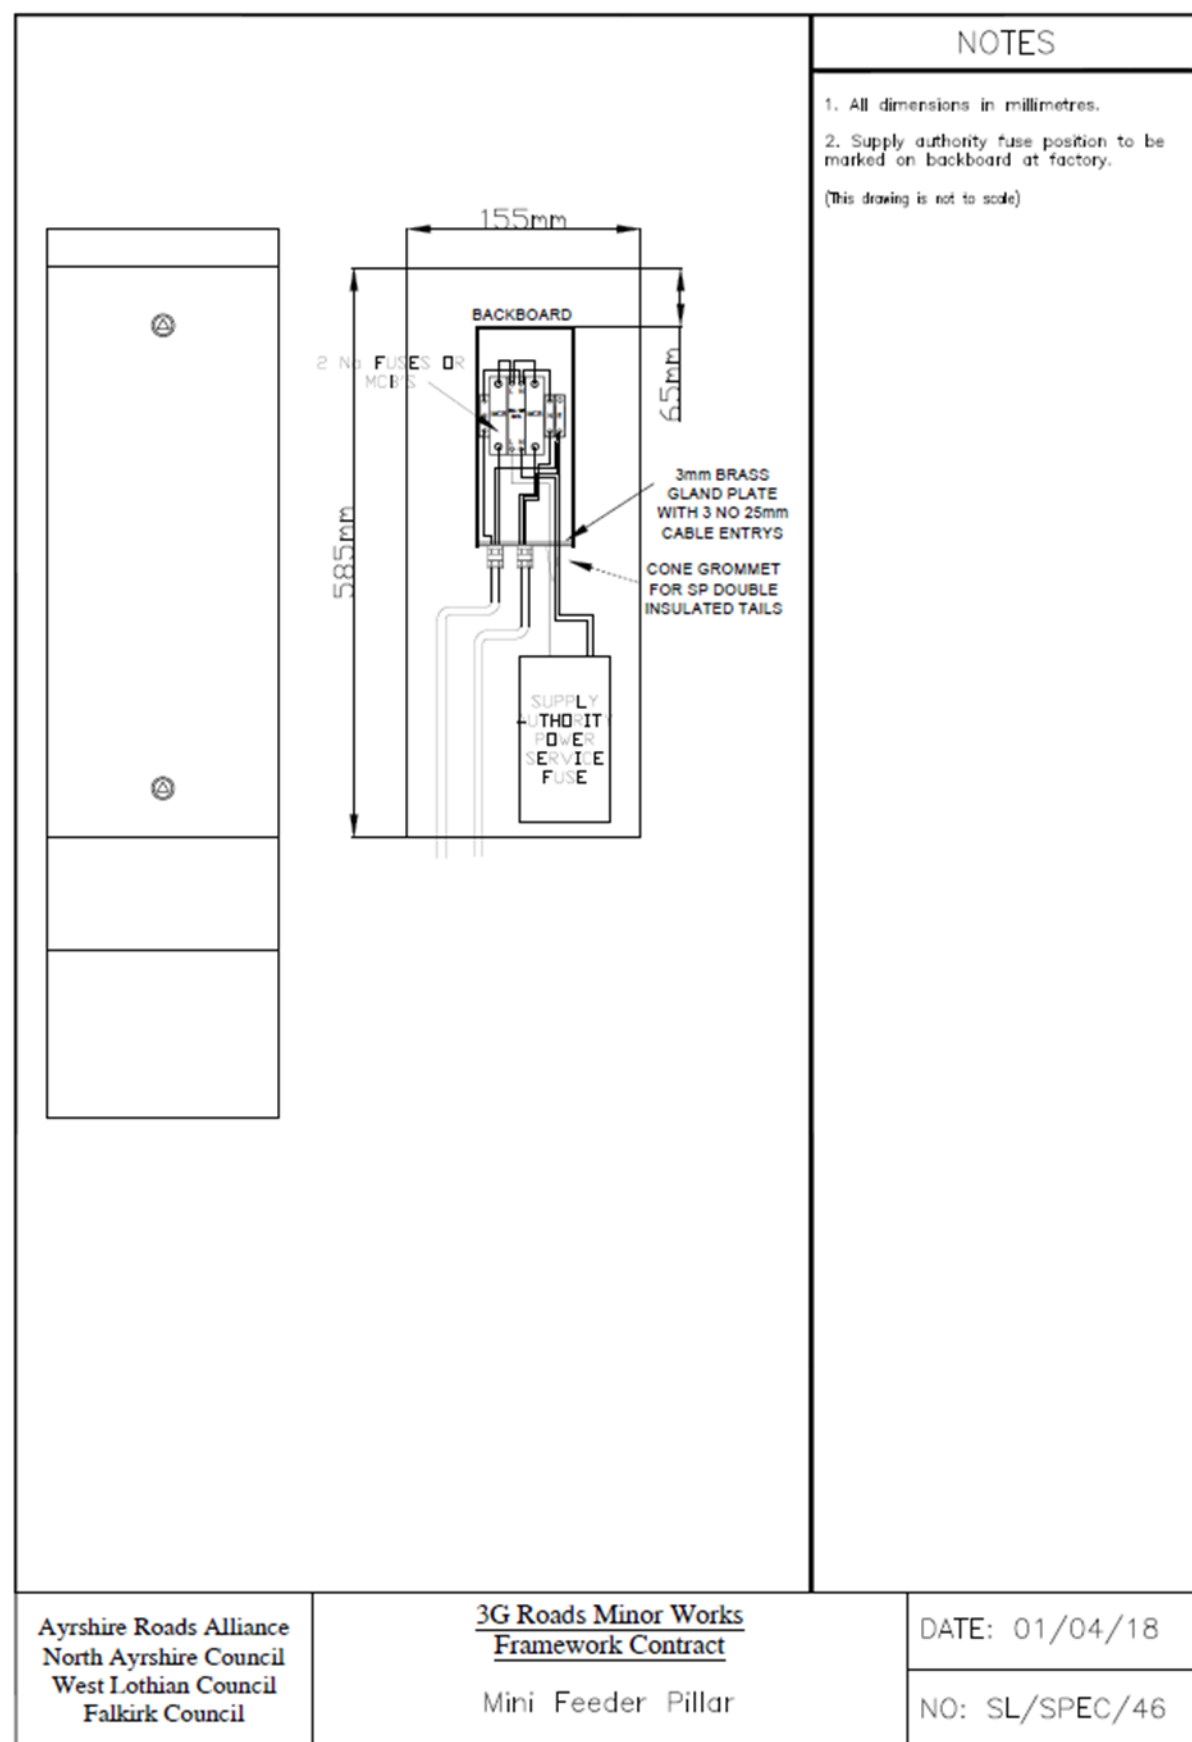 NOTES
1. All dimensions in millimetres.
2. Supply authority fuse position to be
marked on backboard at factory.
(This drawing is not to scale)
155mm
BACKBOARD
2 No FUSES OR
MCB'S
65mm
585mm
3mm BRASS
GLAND PLATE
WITH 3 NO 25mm
CABLE ENTRYS
CONE GROMMET
FOR SP DOUBLE
INSULATED TAILS
SUPPLY
AUTHORITY
POWER
SERVICE
FUSE
Ayrshire Roads Alliance
North Ayrshire Council
West Lothian Council
Falkirk Council
3G Roads Minor Works
Framework Contract
Mini Feeder Pillar
DATE: 01/04/18
NO: SL/SPEC/46